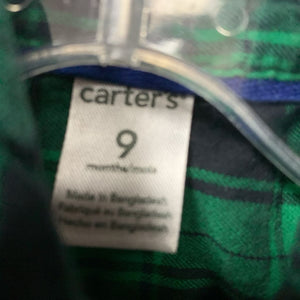 carter's
9
months/mois
Made in Bangladesh
Fabriqué au Bangladesh
Hecho en Bangladesh